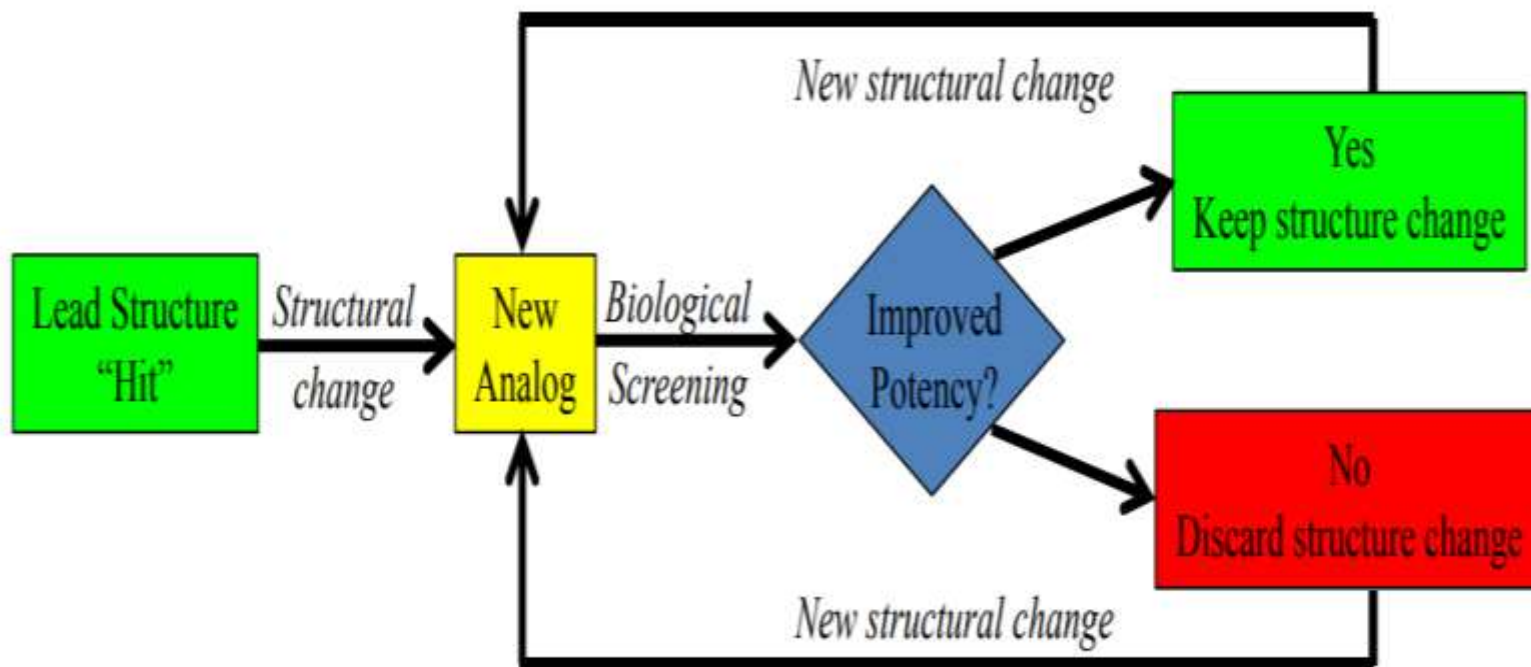 New structural change
Yes
Keep structure change
Lead Structure
“Hit”
Structural
change
New
Analog
Biological
Screening
Improved
Potency?
No
Discard structure change
New structural change